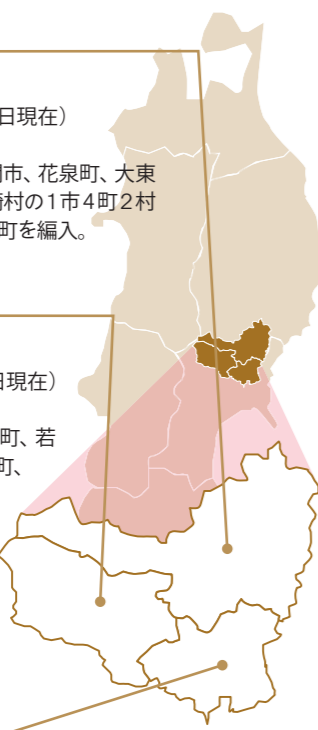 日現在）
市、花泉町、大東
村の1市4町2村
町を編入。
日現在）
町、若
町、